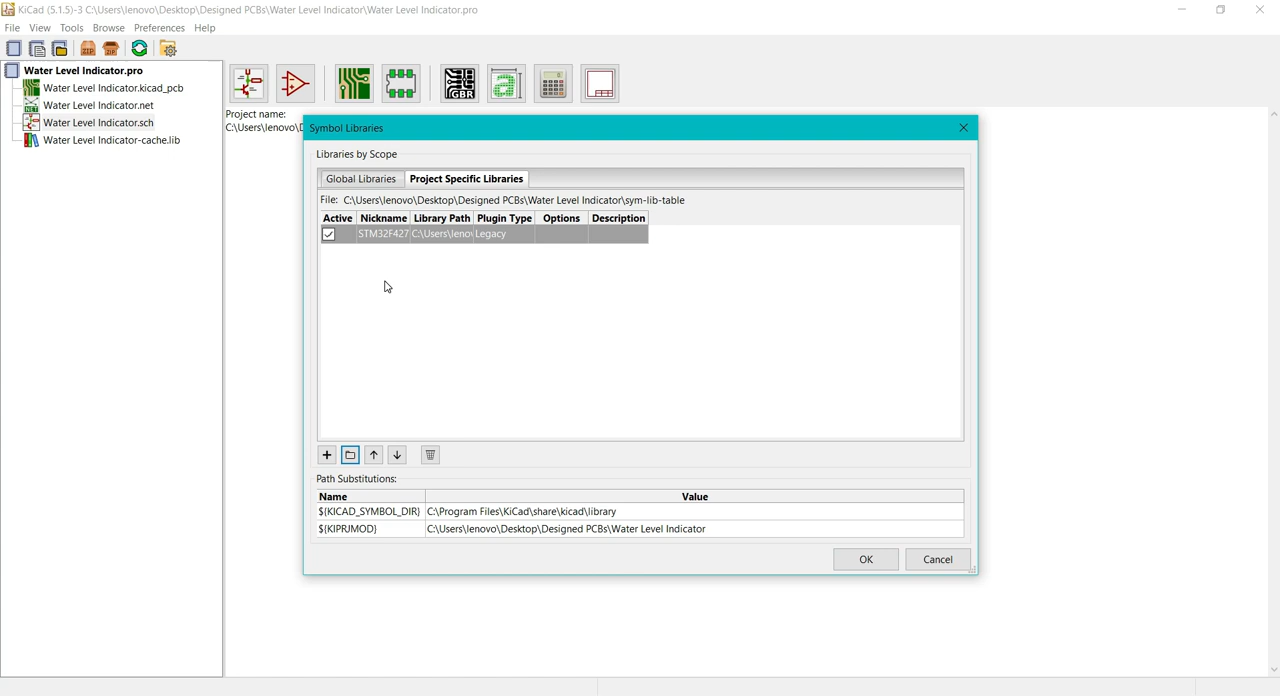 KiCad (5.1.5)-3 C:\Users\lenovo\Desktop\Designed PCBs\Water Level Indicator\Water Level Indicator.pro
File View Tools Browse Preferences Help
ZIP ZIP
Water Level Indicator.pro
Water Level Indicator.kicad_pcb
NET Water Level Indicator.net
Water Level Indicator.sch
Water Level Indicator-cache.lib
GBR a
Project name:
C:\Users\lenovo\D
Symbol Libraries
Libraries by Scope
Global Libraries Project Specific Libraries
File: C:\Users\lenovo\Desktop\Designed PCBs\Water Level Indicator\sym-lib-table
Active Nickname Library Path Plugin Type Options Description
STM32F427 C:\Users\lenov Legacy
Path Substitutions:
Name Value
${KICAD_SYMBOL_DIR} C:\Program Files\KiCad\share\kicad\library
${KIPRJMOD} C:\Users\lenovo\Desktop\Designed PCBs\Water Level Indicator
OK Cancel